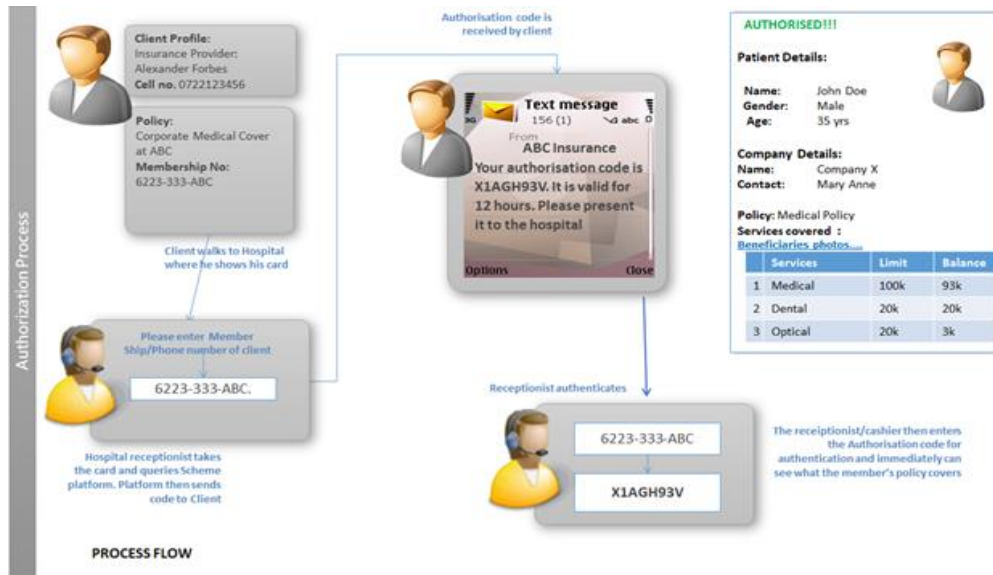 Authorization Process
Client Profile:
Insurance Provider:
Alexander Forbes
Cell no. 0722123456
Policy:
Corporate Medical Cover
at ABC
Membership No:
6223-333-ABC
Client walks to Hospital
where he shows his card
Please enter Member
Ship/Phone number of client
6223-333-ABC.
Hospital receptionist takes
the card and queries Scheme
platform. Platform then sends
code to Client
Authorisation code is
received by client
3G
Text message
156 (1)
abc
D
From
ABC Insurance
Your authorisation code is
X1AGH93V. It is valid for
12 hours. Please present
it to the hospital
Options Close
Receptionist authenticates
6223-333-ABC
X1AGH93V
The receiptionist/cashier then enters
the Authorisation code for
authentication and immediately can
see what the member's policy covers
AUTHORISED!!!
Patient Details:
Name: John Doe
Gender: Male
Age: 35 yrs
Company Details:
Name: Company X
Contact: Mary Anne
Policy: Medical Policy
Services covered :
Beneficiaries photos....
Services Limit Balance
1 Medical 100k 93k
2 Dental 20k 20k
3 Optical 20k 3k
PROCESS FLOW